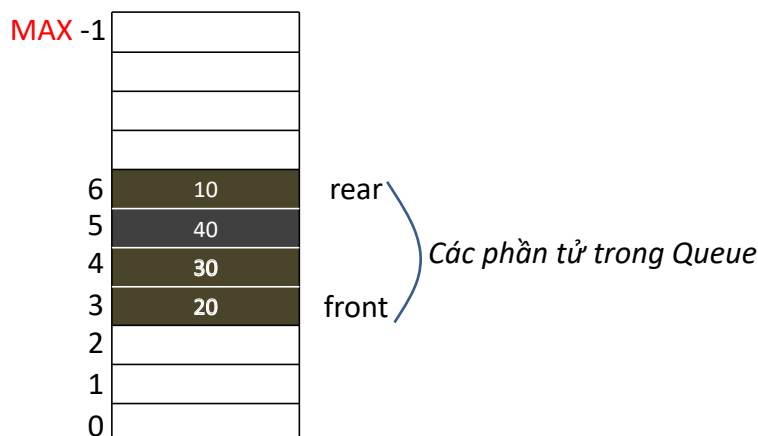 MAX -1
6 10 rear
5 40
Các phần tử trong Queue
4 30
3 20 front
2
1
0